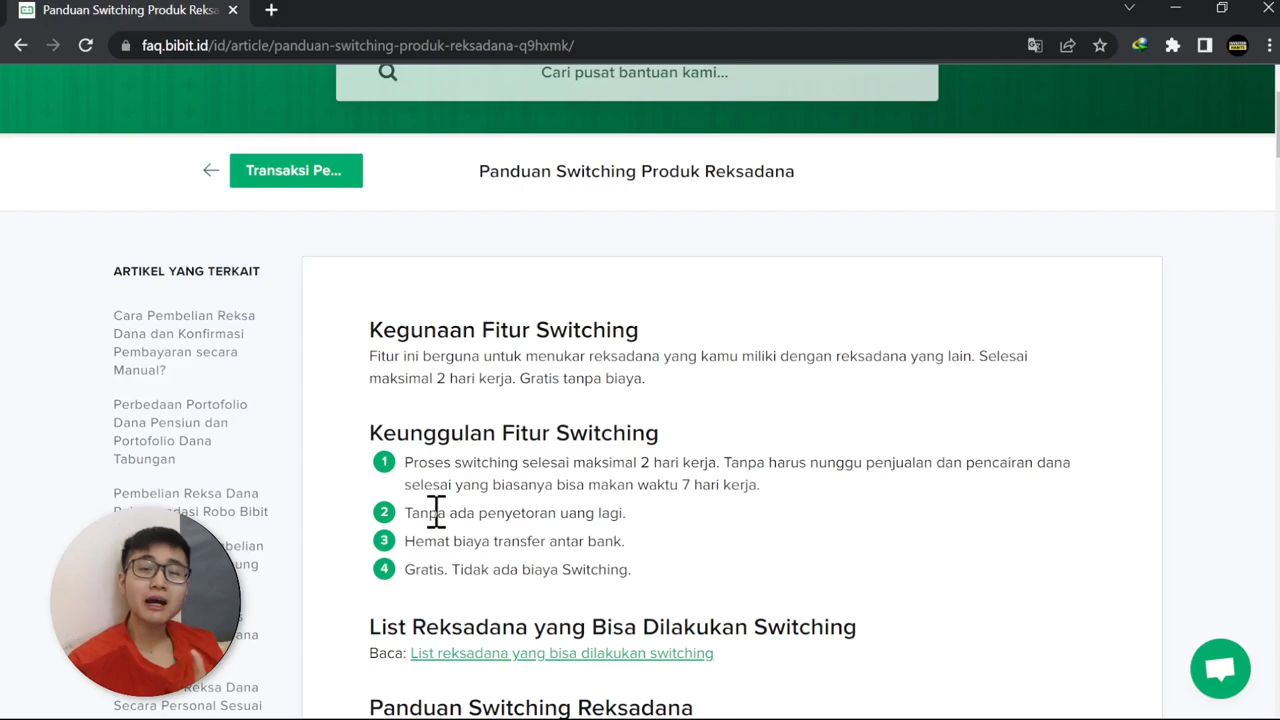 Panduan Switching Produk Reksa
faq.bibit.id/id/article/panduan-switching-produk-reksadana-q9hxmk/
Cari pusat bantuan kami...
Transaksi Pe...
Panduan Switching Produk Reksadana
ARTIKEL YANG TERKAIT
Cara Pembelian Reksa
Dana dan Konfirmasi
Pembayaran secara
Manual?
Perbedaan Portofolio
Dana Pensiun dan
Portofolio Dana
Tabungan
Pembelian Reksa Dana
Robo Bibit
Reksa Dana
Secara Personal Sesuai
Kegunaan Fitur Switching
Fitur ini berguna untuk menukar reksadana yang kamu miliki dengan reksadana yang lain. Selesai
maksimal 2 hari kerja. Gratis tanpa biaya.
Keunggulan Fitur Switching
1 Proses switching selesai maksimal 2 hari kerja. Tanpa harus nunggu penjualan dan pencairan dana
selesai yang biasanya bisa makan waktu 7 hari kerja.
2 Tanpa ada penyetoran uang lagi.
3 Hemat biaya transfer antar bank.
4 Gratis. Tidak ada biaya Switching.
List Reksadana yang Bisa Dilakukan Switching
Baca: List reksadana yang bisa dilakukan switching
Panduan Switching Reksadana